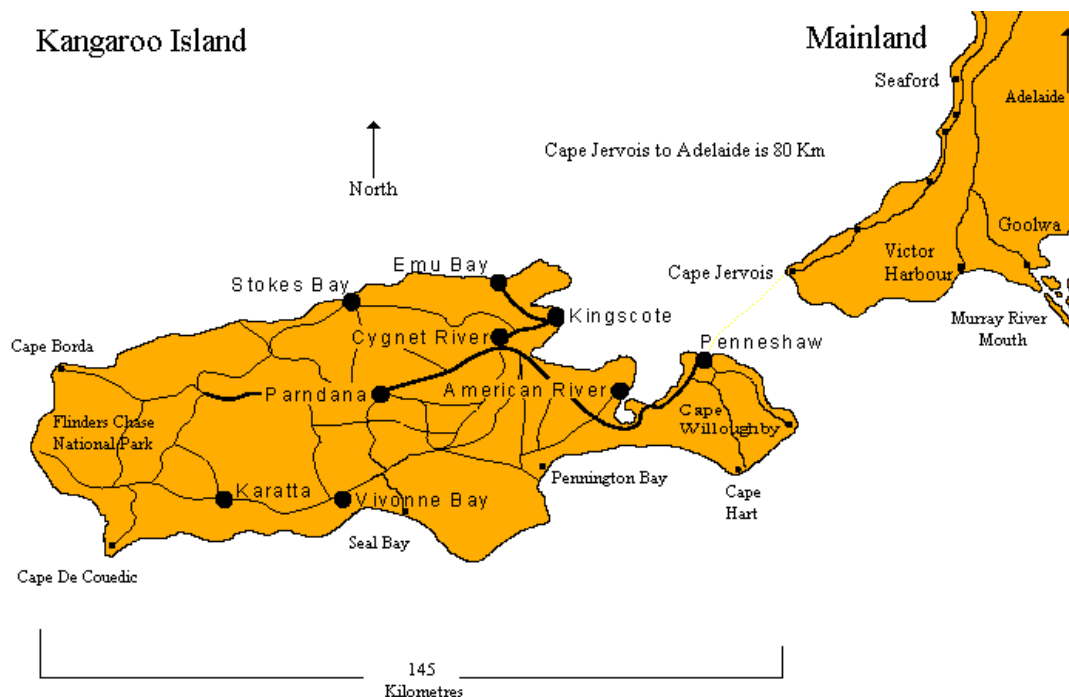 Kangaroo Island
Mainland
Seaford
Adelaide
Cape Jervois to Adelaide is 80 Km
North
Goolwa
Victor
Harbour
Emu Bay
Cape Jervois
Stokes Bay
Kingscote
Murray River
Mouth
Cygnet River
Penneshaw
Cape Borda
American River
Parndana
Flinders Chase
National Park
Cape
Willoughby
Pennington Bay
Karatta
Vivonne Bay
Cape
Hart
Seal Bay
Cape De Couedic
145
Kilometres